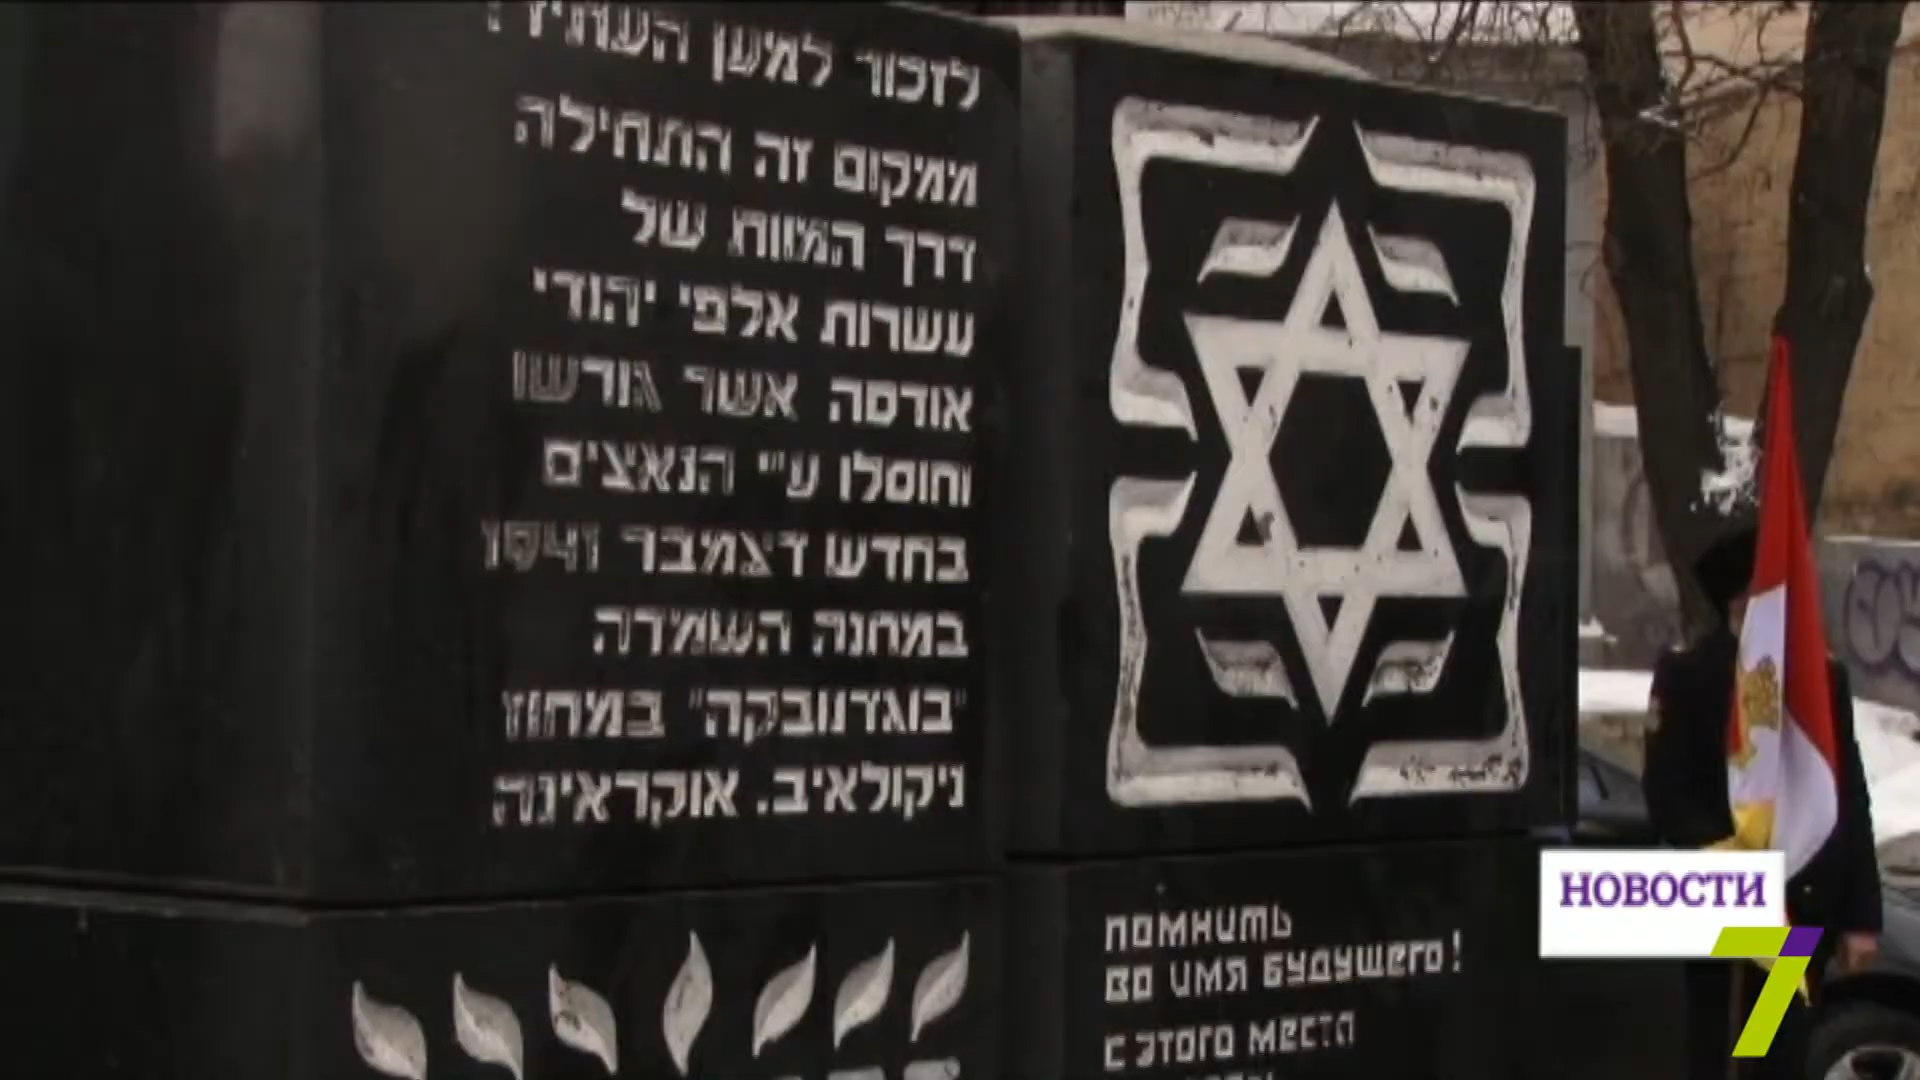 לזכור למען העתיד !
ממקום זה התחילה
דרך המוות של
עשרות אלפי יהודי
אודסה אשר גורשו
וחוסלו ע"י הנאצים
בחדש דצמבר 1941
במחנה השמדה
"בוגדנובקה" במחוז
ניקולאיב. אוקראינה
ПОМНИТЬ
ВО ИМЯ БУДУЩЕГО!
С ЭТОГО МЕСТА
НОВОСТИ
7